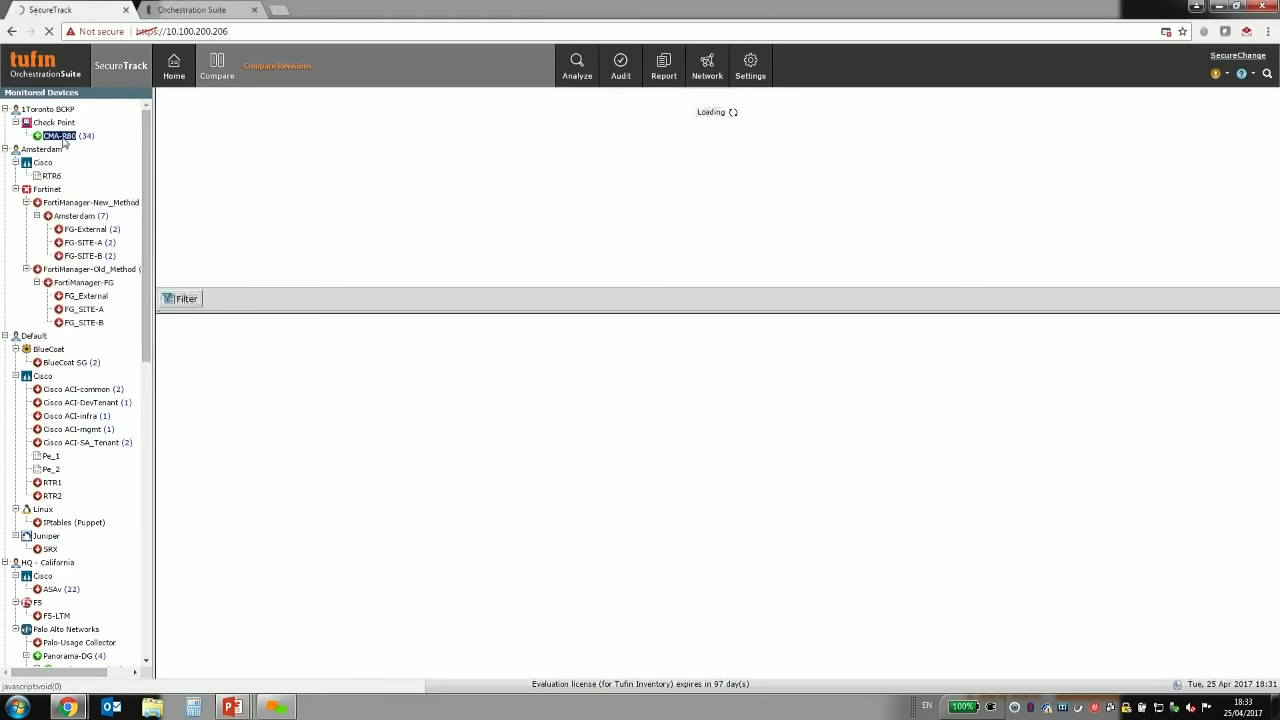 SecureTrack
Orchestration Suite
Not secure
https://10.100.200.206
tufin
OrchestrationSuite
SecureTrack
Home
Compare
Compare Revisions
Analyze
Audit
Report
Network
Settings
SecureChange
Monitored Devices
1Toronto BCKP
Check Point
CMA-R80 (34)
Amsterdam
Cisco
RTR6
Fortinet
FortiManager-New_Method
Amsterdam (7)
FG-External (2)
FG-SITE-A (2)
FG-SITE-B (2)
FortiManager-Old_Method (
FortiManager-FG
FG_External
FG_SITE-A
FG_SITE-B
Default
BlueCoat
BlueCoat SG (2)
Cisco
Cisco ACI-common (2)
Cisco ACI-DevTenant (1)
Cisco ACI-infra (1)
Cisco ACI-mgmt (1)
Cisco ACI-SA_Tenant (2)
Pe_1
Pe_2
RTR1
RTR2
Linux
IPtables (Puppet)
Juniper
SRX
HQ - California
Cisco
ASAv (22)
F5
F5-LTM
Palo Alto Networks
Palo-Usage Collector
Panorama-DG (4)
Loading
Filter
javascript:void(0)
Evaluation license (for Tufin Inventory) expires in 97 day(s)
Tue, 25 Apr 2017 18:31
EN
100%
18:33
25/04/2017